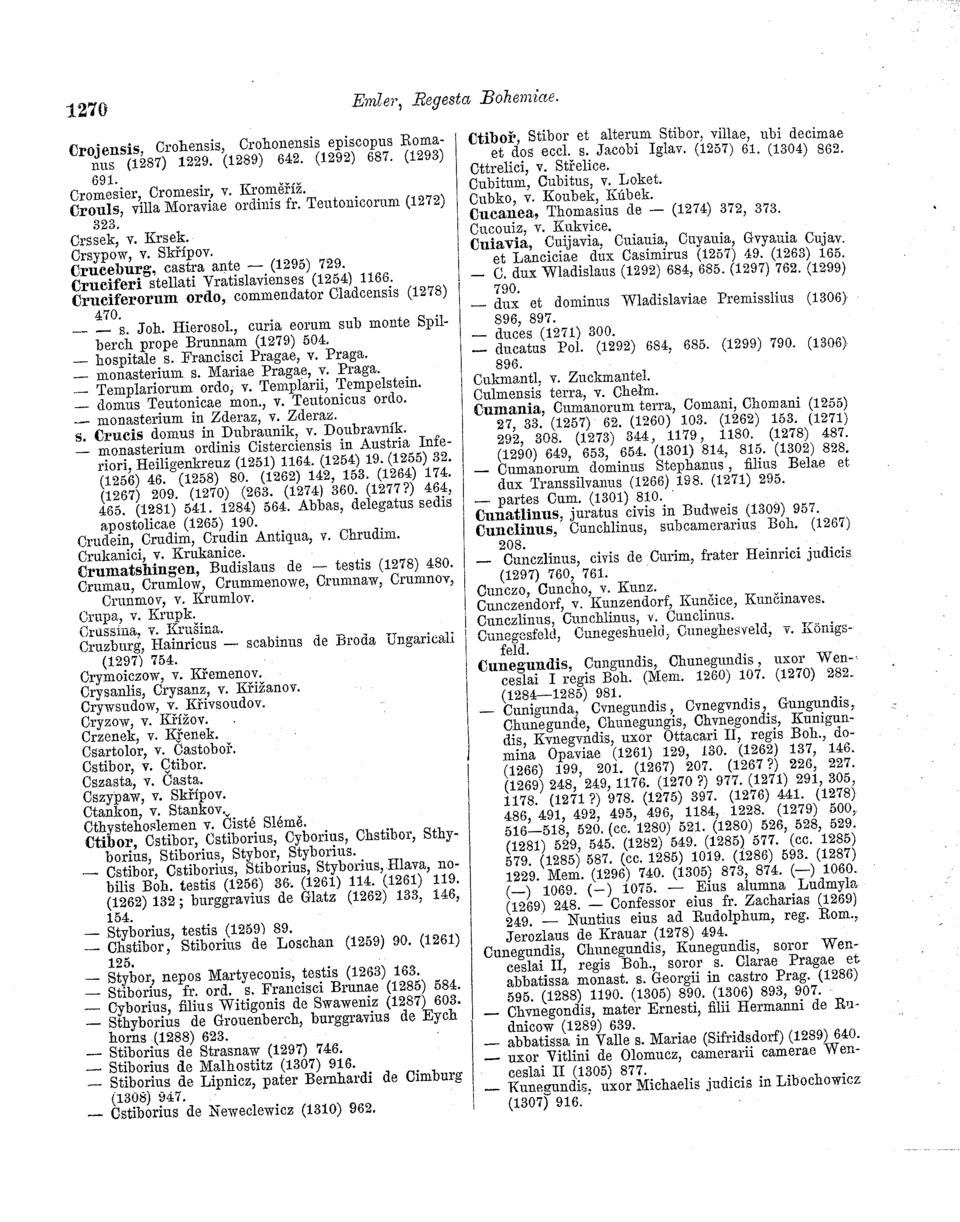 1270
Emler, Regesta Bohemiae.
Crojensis, Crohensis, Crohonensis episcopus Roma-
nus (1287) 1229. (1289) 642. (1292) 687. (1293)
691.
Cromesier, Cromesir, v. Kroměříž.
Crouls, villa Moraviae ordinis fr. Teutonicorum (1272)
323.
Crssek, v. Krsek.
Crsypow, v. Skřípov.
Cruceburg, castra ante — (1295) 729.
Cruciferi stellati Vratislavienses (1254) 1166.
Cruciferorum ordo, commendator Cladcensis (1278)
470.
— — s. Joh. Hierosol., curia eorum sub monte Spil-
berch prope Brunnam (1279) 504.
— hospitale s. Francisci Pragae, v. Praga.
— monasterium s. Mariae Pragae, v. Praga.
— Templariorum ordo, v. Templarii, Tempelstein.
— domus Teutonicae mon., v. Teutonicus ordo.
— monasterium in Zderaz, v. Zderaz.
s. Crucis domus in Dubraunik, v. Doubravník.
— monasterium ordinis Cisterciensis in Austria Infe-
riori, Heiligenkreuz (1251) 1164. (1254) 19. (1255) 32.
(1256) 46. (1258) 80. (1262) 142, 153. (1264) 174.
(1267) 209. (1270) (263. (1274) 360. (1277?) 464,
465. (1281) 541. 1284) 564. Abbas, delegatus sedis
apostolicae (1265) 190.
Crudein, Crudim, Crudin Antiqua, v. Chrudim.
Crukanici, v. Krukanice.
Crumatshingen, Budislaus de — testis (1278) 480.
Crumau, Crumlow, Crummenowe, Crumnaw, Crumnov,
Crunmov, v. Krumlov.
Crupa, v. Krupk.
Crussina, v. Krušina.
Cruzburg, Hainricus — scabinus de Broda Ungaricali
(1297) 754.
Crymoiczow, v. Křemenov.
Crysanlis, Crysanz, v. Křižanov.
Crywsudow, v. Křivsoudov.
Cryzow, v. Křížov.
Crzenek, v. Křenek.
Csartolor, v. Častoboř.
Cstibor, v. Ctibor.
Cszasta, v. Časta.
Cszypaw, v. Skřípov.
Ctankon, v. Stankov.
Cthystehoslemen v. Čisté Slémě.
Ctibor, Cstibor, Cstiborius, Cyborius, Chstibor, Sthy-
borius, Stiborius, Stybor, Styborius.
— Cstibor, Cstiborius, Stiborius, Styborius, Hlava, no-
bilis Boh. testis (1256) 36. (1261) 114. (1261) 119.
(1262) 132; burggravius de Glatz (1262) 133, 146,
154.
— Styborius, testis (1259) 89.
— Chstibor, Stiborius de Loschan (1259) 90. (1261)
125.
— Stybor, nepos Martyeconis, testis (1263) 163.
— Stiborius, fr. ord. s. Francisci Brunae (1285) 584.
— Cyborius, filius Witigonis de Swaweniz (1287) 603.
— Sthyborius de Grouenberch, burggravius de Eych
horns (1288) 623.
— Stiborius de Strasnaw (1297) 746.
— Stiborius de Malhostitz (1307) 916.
— Stiborius de Lipnicz, pater Bernhardi de Cimburg
(1308) 947.
— Cstiborius de Neweclewicz (1310) 962.
Ctiboř, Stibor et alterum Stibor, villae, ubi decimae
et dos eccl. s. Jacobi Iglav. (1257) 61. (1304) 862.
Cttrelici, v. Střelice.
Cubitum, Cubitus, v. Loket.
Cubko, v. Koubek, Kúbek.
Cucanea, Thomasius de — (1274) 372, 373.
Cucouiz, v. Kukvice.
Cuiavia, Cuijavia, Cuiauia, Cuyauia, Gvyauia Cujav.
et Lanciciae dux Casimirus (1257) 49. (1263) 165.
— C. dux Wladislaus (1292) 684, 685. (1297) 762. (1299)
790.
— dux et dominus Wladislaviae Premisslius (1306)
896, 897.
— duces (1271) 300.
— ducatus Pol. (1292) 684, 685. (1299) 790. (1306)
896.
Cukmantl, v. Zuckmantel.
Culmensis terra, v. Chełm.
Cumania, Cumanorum terra, Comani, Chomani (1255)
27, 33. (1257) 62. (1260) 103. (1262) 153. (1271)
292, 308. (1273) 344, 1179, 1180. (1278) 487.
(1290) 649, 653, 654. (1301) 814, 815. (1302) 828.
— Cumanorum dominus Stephanus, filius Belae et
dux Transsilvanus (1266) 198. (1271) 295.
— partes Cum. (1301) 810.
Cunatlinus, juratus civis in Budweis (1309) 957.
Cunclinus, Cunchlinus, subcamerarius Boh. (1267)
208.
— Cunczlinus, civis de Curim, frater Heinrici judicis
(1297) 760, 761.
Cunczo, Cuncho, v. Kunz.
Cunczendorf, v. Kunzendorf, Kunčice, Kunčinaves.
Cunczlinus, Cunchlinus, v. Cunclinus.
Cunegesfeld, Cunegeshueld, Cuneghesveld, v. Königs-
feld.
Cunegundis, Cungundis, Chunegundis, uxor Wen-
ceslai I regis Boh. (Mem. 1260) 107. (1270) 282.
(1284—1285) 981.
— Cunigunda, Cvnegundis, Cvnegvndis, Gungundis,
Chunegunde, Chunegungis, Chvnegondis, Kunigun-
dis, Kvnegvndis, uxor Ottacari II, regis Boh., do-
mina Opaviae (1261) 129, 130. (1262) 137, 146.
(1266) 199, 201. (1267) 207. (1267?) 226, 227.
(1269) 248, 249, 1176. (1270?) 977. (1271) 291, 305,
1178. (1271?) 978. (1275) 397. (1276) 441. (1278)
486, 491, 492, 495, 496, 1184, 1228. (1279) 500,
516—518, 520. (cc. 1280) 521. (1280) 526, 528, 529.
(1281) 529, 545. (1282) 549. (1285) 577. (cc. 1285)
579. (1285) 587. (cc. 1285) 1019. (1286) 593. (1287)
1229. Mem. (1296) 740. (1305) 873, 874. (—) 1060.
(—) 1069. (—) 1075. — Eius alumna Ludmyla
(1269) 248. — Confessor eius fr. Zacharias (1269)
249. — Nuntius eius ad Rudolphum, reg. Rom.,
Jerozlaus de Krauar (1278) 494.
Cunegundis, Chunegundis, Kunegundis, soror Wen-
ceslai II, regis Boh., soror s. Clarae Pragae et
abbatissa monast. s. Georgii in castro Prag. (1286)
595. (1288) 1190. (1305) 890. (1306) 893, 907.
— Chvnegondis, mater Ernesti, filii Hermanni de Ru-
dnicow (1289) 639.
— abbatissa in Valle s. Mariae (Sifridsdorf) (1289) 640.
— uxor Vitlini de Olomucz, camerarii camerae Wen-
ceslai II (1305) 877.
— Kunegundis, uxor Michaelis judicis in Libochowicz
(1307) 916.